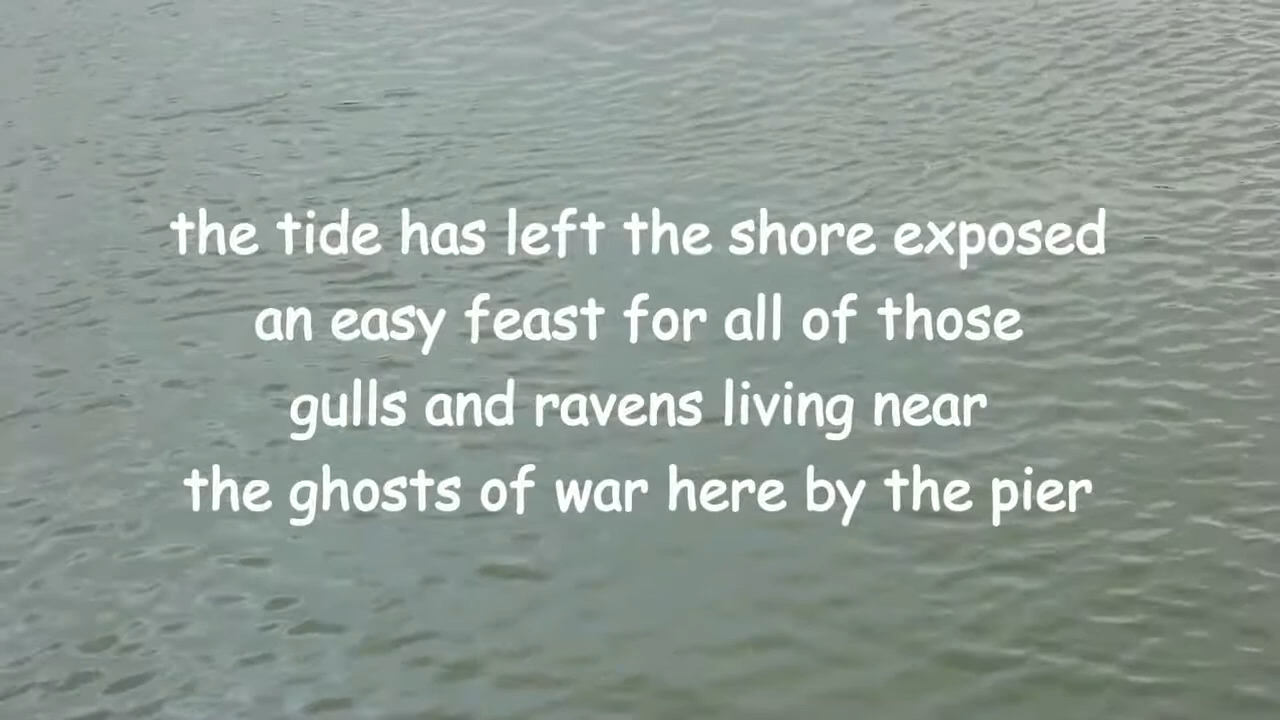 the tide has left the shore exposed
an easy feast for all of those
gulls and ravens living near
the ghosts of war here by the pier